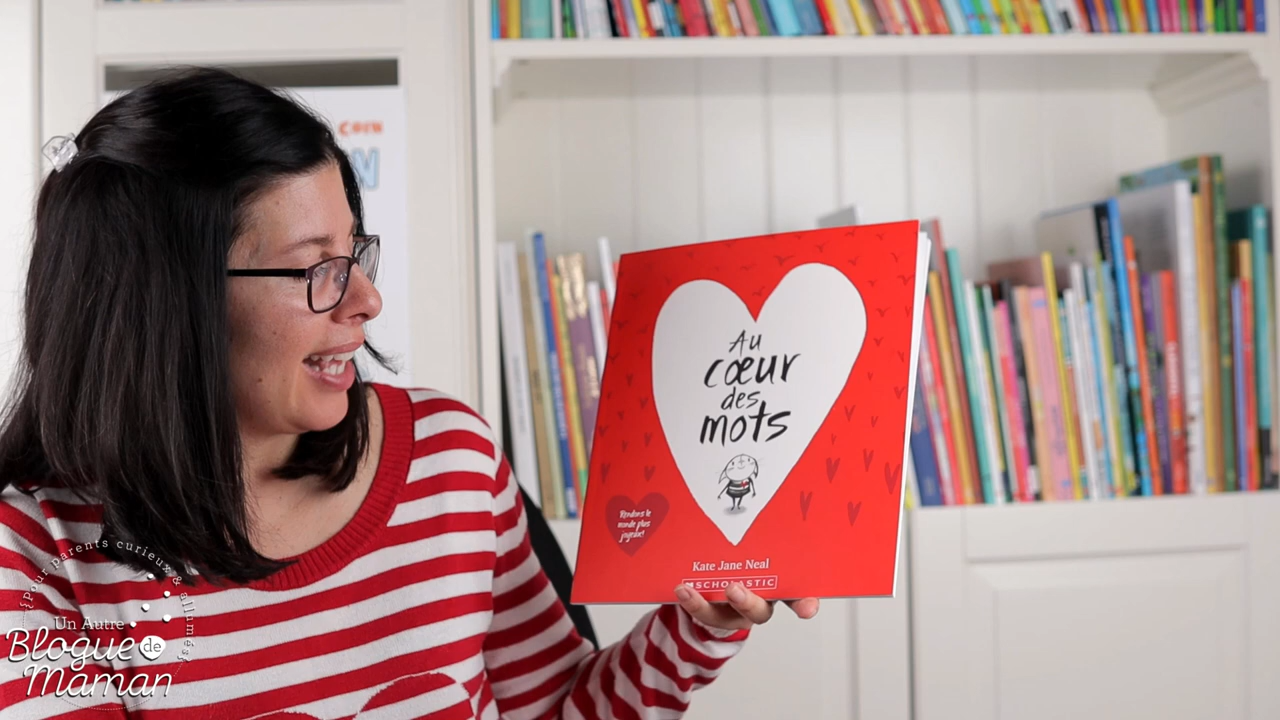 COIN
Au
cœur
des
mots
Rendons le
monde plus
joyeux!
Kate Jane Neal
SCHOLASTIC
{Pour parents curieux & allumés}
Un Autre
Blogue de
Maman